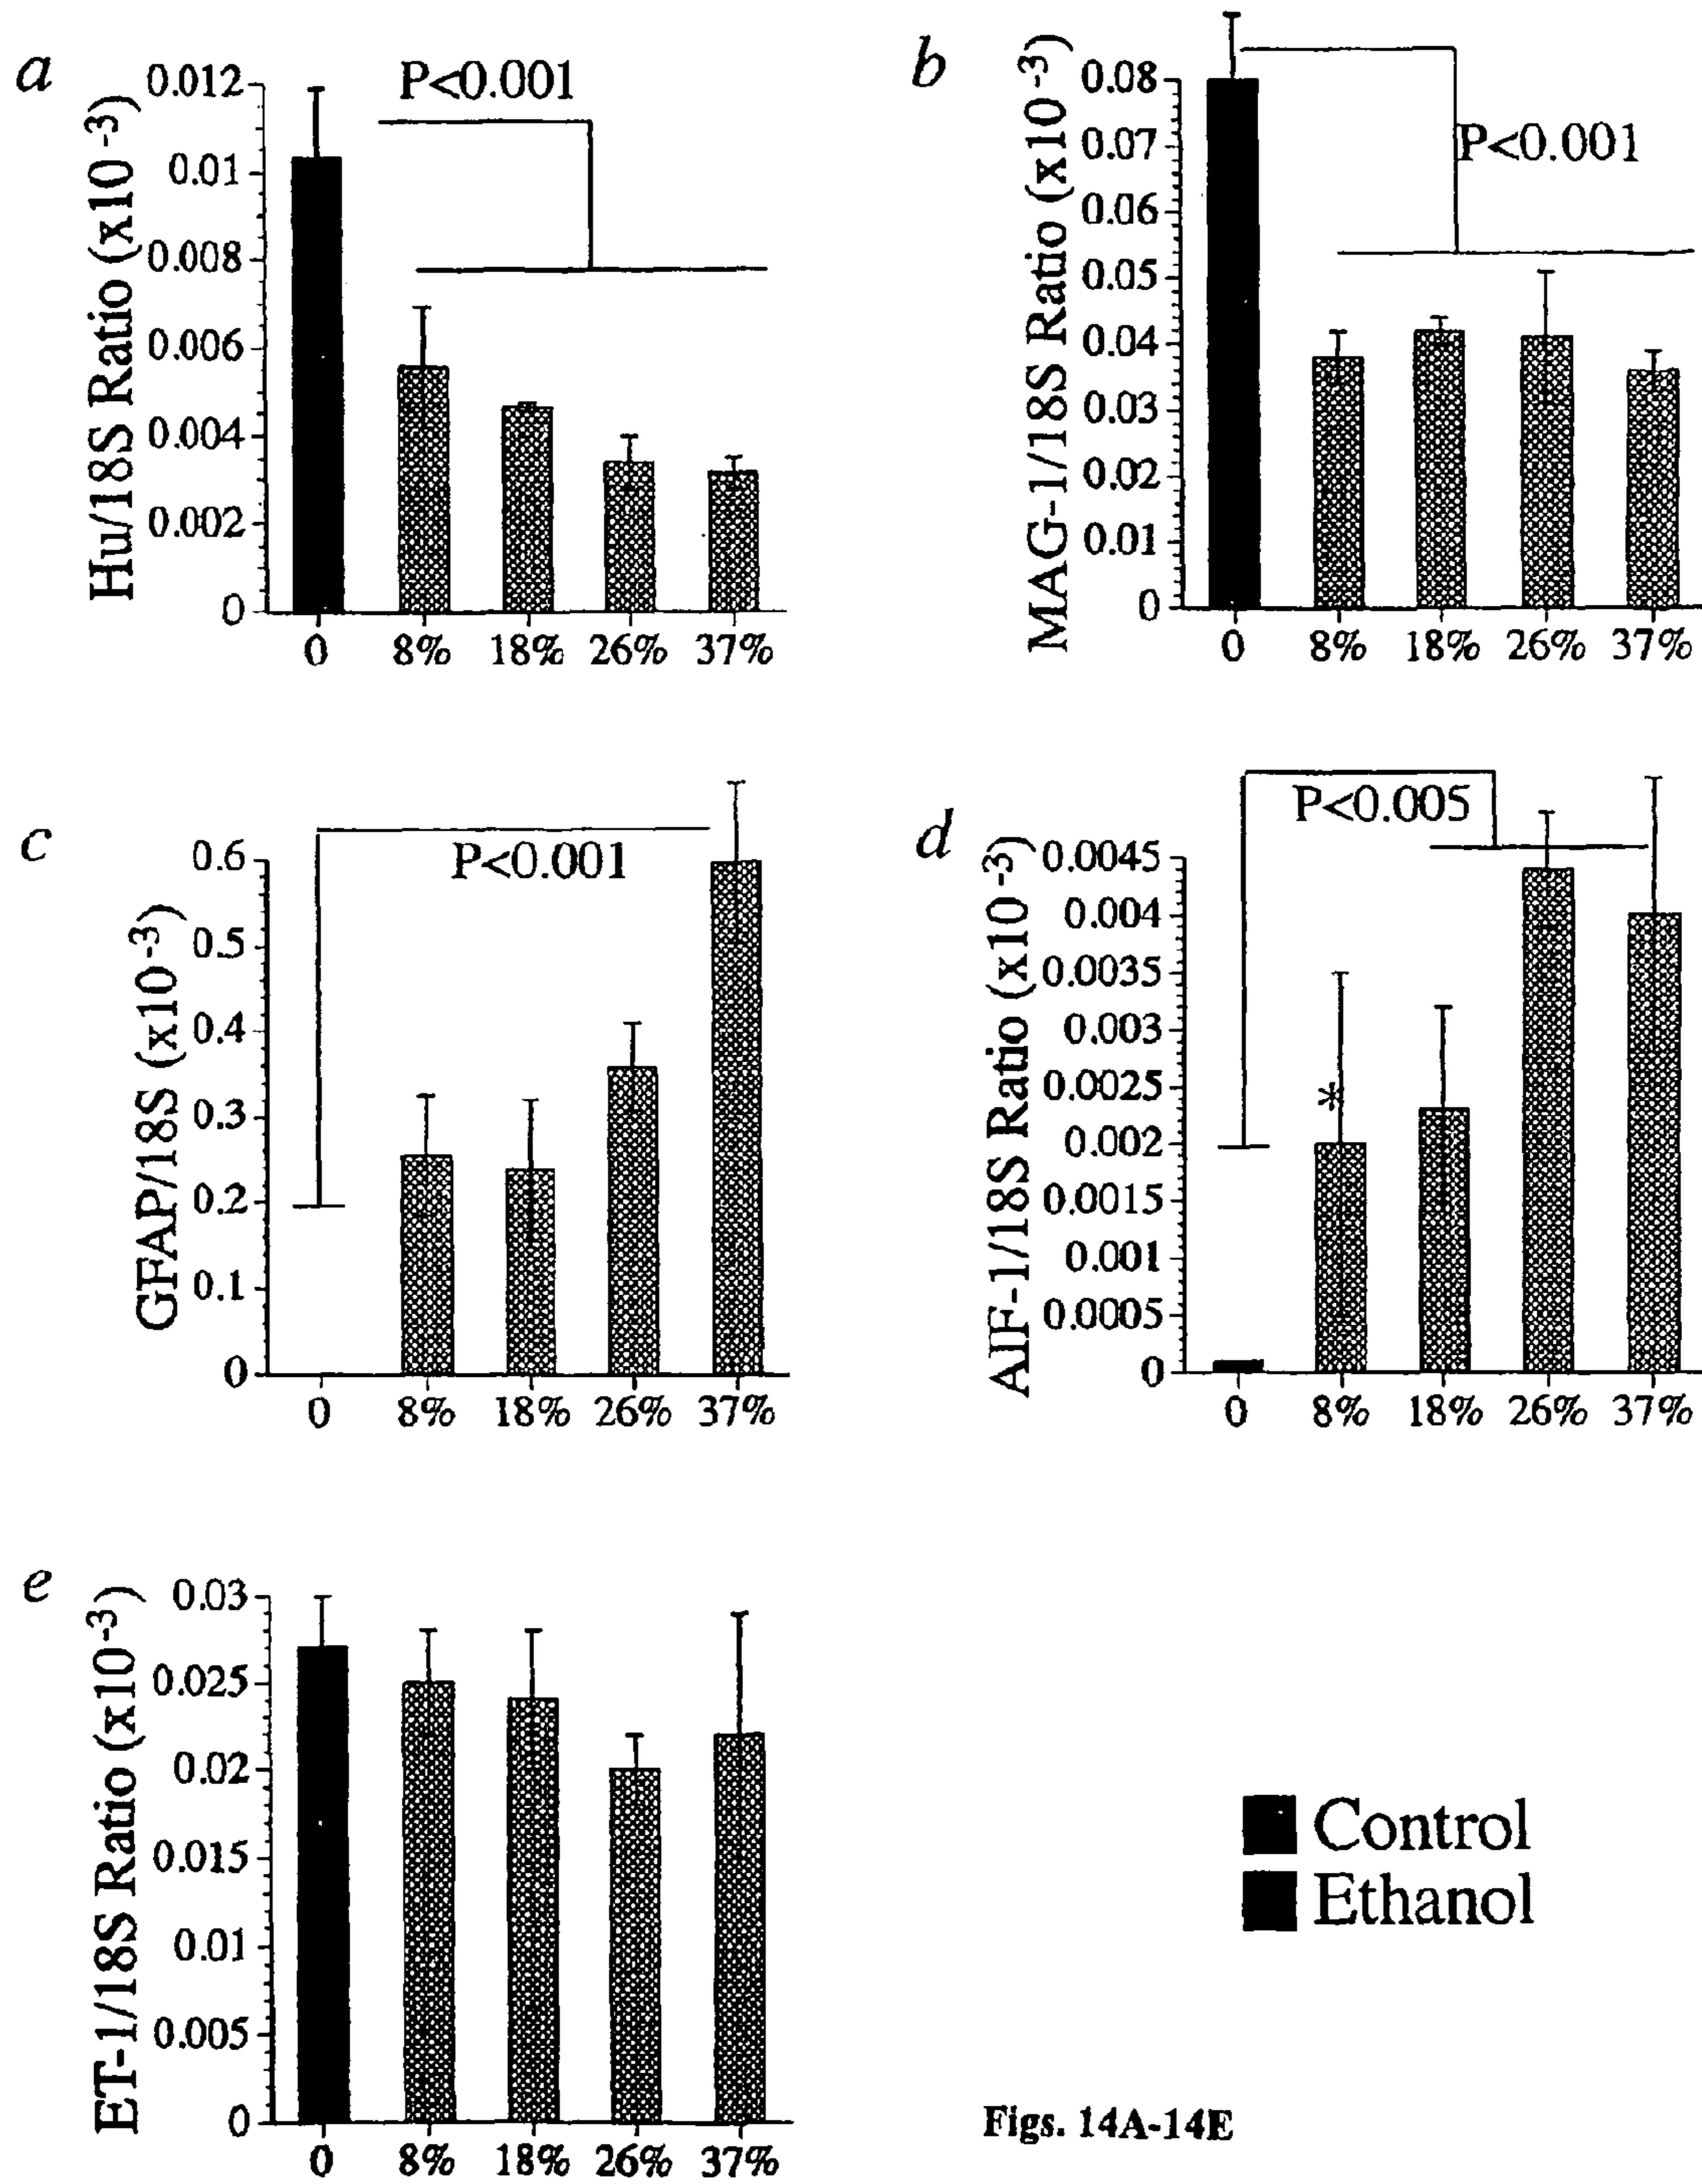 a
Hu/18S Ratio (x10-3)
0.012
0.01
0.008
0.006
0.004
0.002
0
P<0.001
0 8% 18% 26% 37%
b
MAG-1/18S Ratio (x10-3)
0.08
0.07
0.06
0.05
0.04
0.03
0.02
0.01
0
P<0.001
0 8% 18% 26% 37%
c
GFAP/18S (x10-3)
0.6
0.5
0.4
0.3
0.2
0.1
0
P<0.001
0 8% 18% 26% 37%
d
AIF-1/18S Ratio (x10-3)
0.0045
0.004
0.0035
0.003
0.0025
0.002
0.0015
0.001
0.0005
0
P<0.005
*
0 8% 18% 26% 37%
e
ET-1/18S Ratio (x10-3)
0.03
0.025
0.02
0.015
0.01
0.005
0
0 8% 18% 26% 37%
Control
Ethanol
Figs. 14A-14E